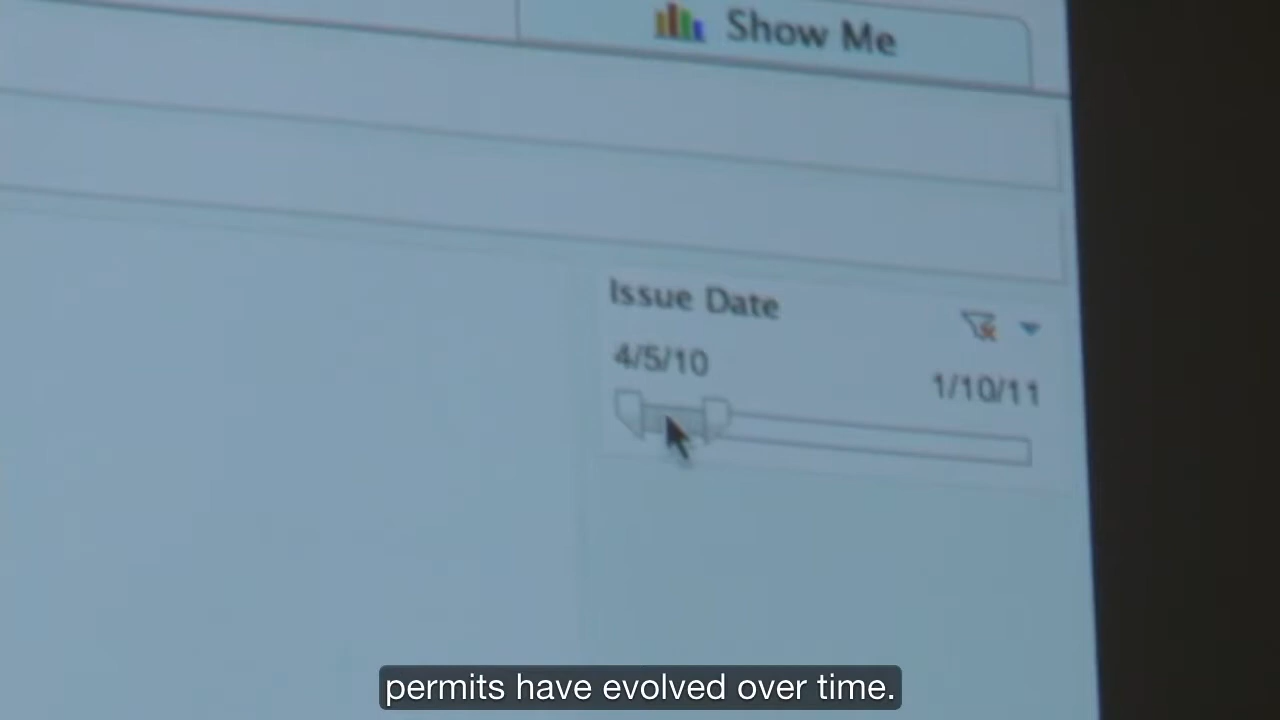 Show Me
Issue Date
4/5/10
1/10/11
permits have evolved over time.